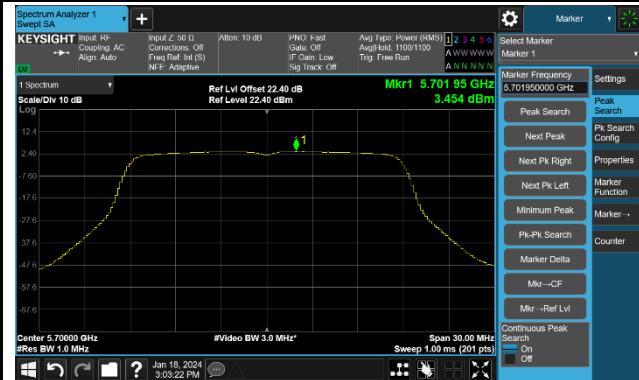 Spectrum Analyzer 1
Swept SA
Marker
KEYSIGHT
Input: RF
Coupling: AC
Align: Auto
Input Z: 50 Ω
Corrections: Off
Freq Ref: Int (S)
NFE: Adaptive
Atten: 10 dB
PNO: Fast
Gate: Off
IF Gain: Low
Sig Track: Off
Avg Type: Power (RMS)
Avg|Hold: 1100/1100
Trig: Free Run
1 2 3 4 5 6
A W W W W W
A N N N N N
LW
Select Marker
Marker 1
1 Spectrum
Scale/Div 10 dB
Log
Ref Lvl Offset 22.40 dB
Ref Level 22.40 dBm
Mkr1 5.701 95 GHz
3.454 dBm
1
12.4
2.40
-7.60
-17.6
-27.6
-37.6
-47.6
-57.6
-67.6
Center 5.70000 GHz
#Res BW 1.0 MHz
#Video BW 3.0 MHz*
Span 30.00 MHz
Sweep 1.00 ms (201 pts)
Marker Frequency
5.701950000 GHz
Peak Search
Next Peak
Next Pk Right
Next Pk Left
Minimum Peak
Pk-Pk Search
Marker Delta
Mkr→CF
Mkr→Ref Lvl
Continuous Peak
Search
On
Off
Settings
Peak
Search
Pk Search
Config
Properties
Marker
Function
Marker→
Counter
Jan 18, 2024
3:03:22 PM